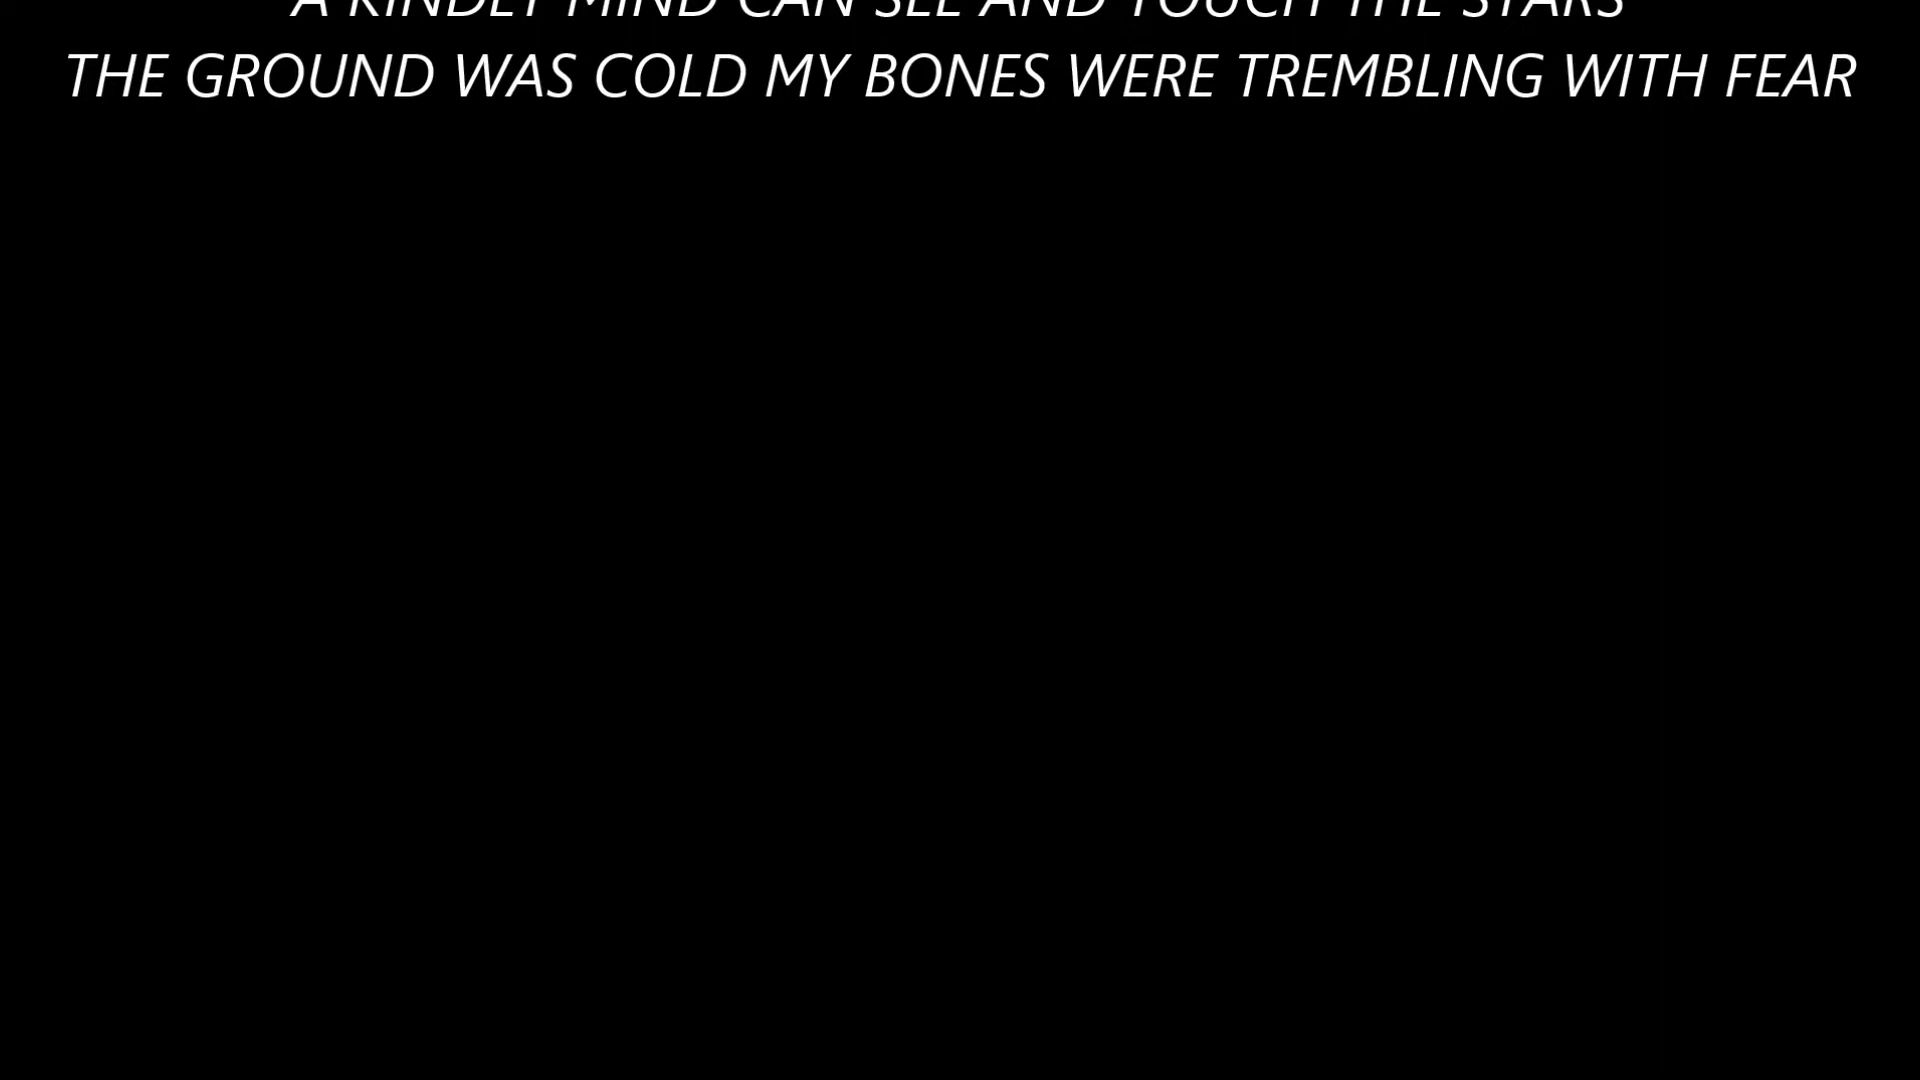 A KINDLY MIND CAN SEE AND TOUCH THE STARS
THE GROUND WAS COLD MY BONES WERE TREMBLING WITH FEAR